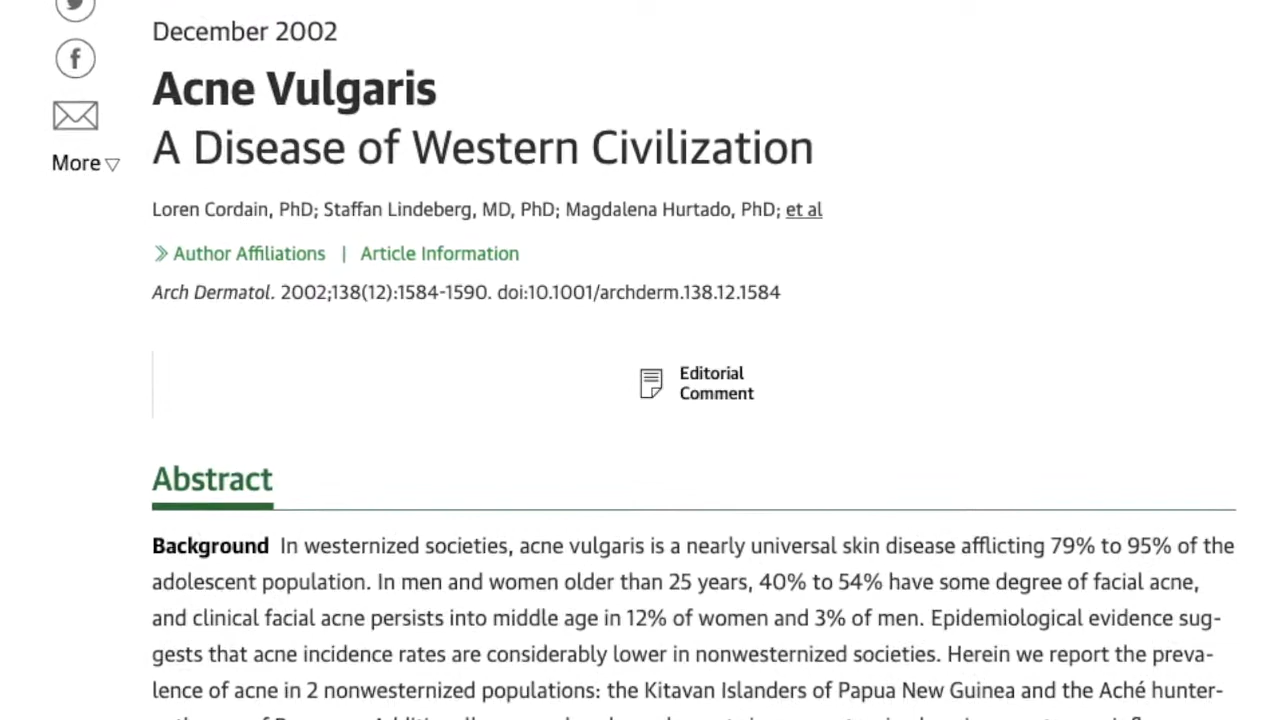 December 2002
Acne Vulgaris
A Disease of Western Civilization
More
Loren Cordain, PhD; Staffan Lindeberg, MD, PhD; Magdalena Hurtado, PhD; et al
Author Affiliations | Article Information
Arch Dermatol. 2002;138(12):1584-1590. doi:10.1001/archderm.138.12.1584
Editorial
Comment
Abstract
Background In westernized societies, acne vulgaris is a nearly universal skin disease afflicting 79% to 95% of the
adolescent population. In men and women older than 25 years, 40% to 54% have some degree of facial acne,
and clinical facial acne persists into middle age in 12% of women and 3% of men. Epidemiological evidence sug-
gests that acne incidence rates are considerably lower in nonwesternized societies. Herein we report the preva-
lence of acne in 2 nonwesternized populations: the Kitavan Islanders of Papua New Guinea and the Aché hunter-